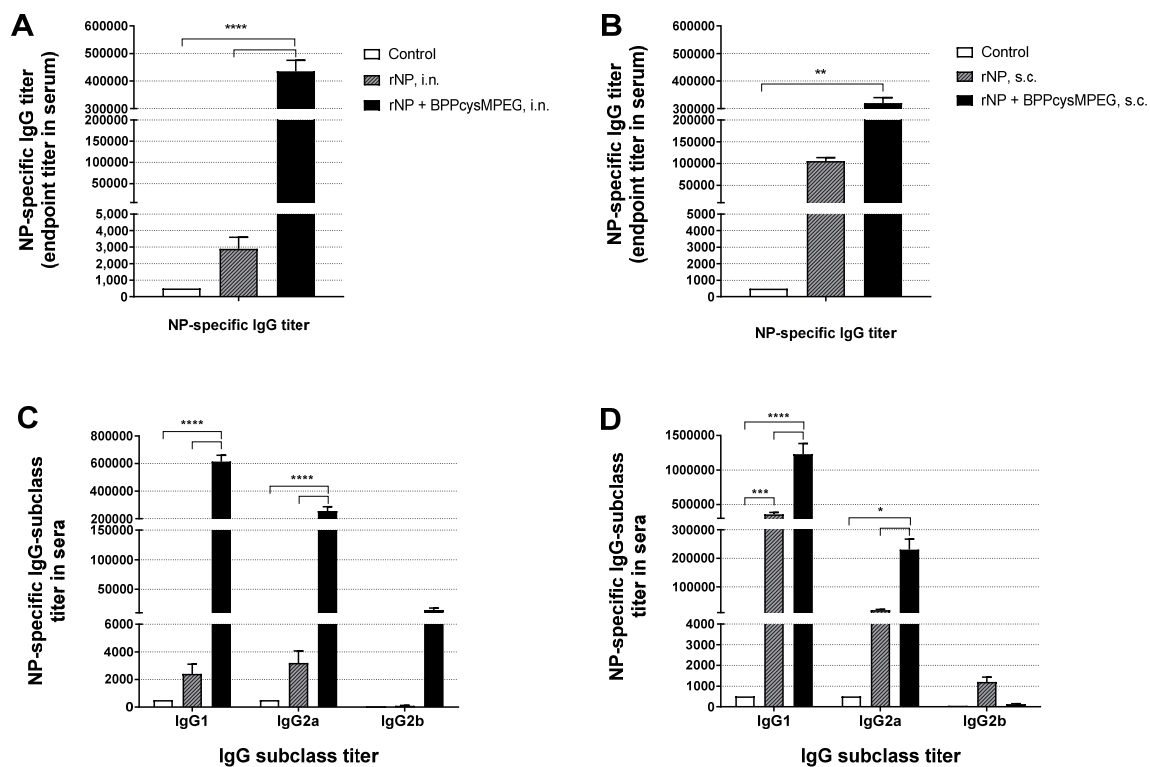 A
NP-specific IgG titer
(endpoint titer in serum)
600000
500000
400000
300000
200000
150000
100000
50000
5,000
4,000
3,000
2,000
1,000
0
****
NP-specific IgG titer
Control
rNP, i.n.
rNP + BPPcysMPEG, i.n.
B
NP-specific IgG titer
(endpoint titer in serum)
600000
500000
400000
300000
200000
150000
100000
50000
5000
4000
3000
2000
1000
0
**
NP-specific IgG titer
Control
rNP, s.c.
rNP + BPPcysMPEG, s.c.
C
NP-specific IgG-subclass
titer in sera
800000
600000
400000
200000
150000
100000
50000
6000
4000
2000
0
****
****
IgG1
IgG2a
IgG2b
IgG subclass titer
D
NP-specific IgG-subclass
titer in sera
1500000
1000000
500000
300000
200000
100000
4000
3000
2000
1000
0
****
***
*
IgG1
IgG2a
IgG2b
IgG subclass titer